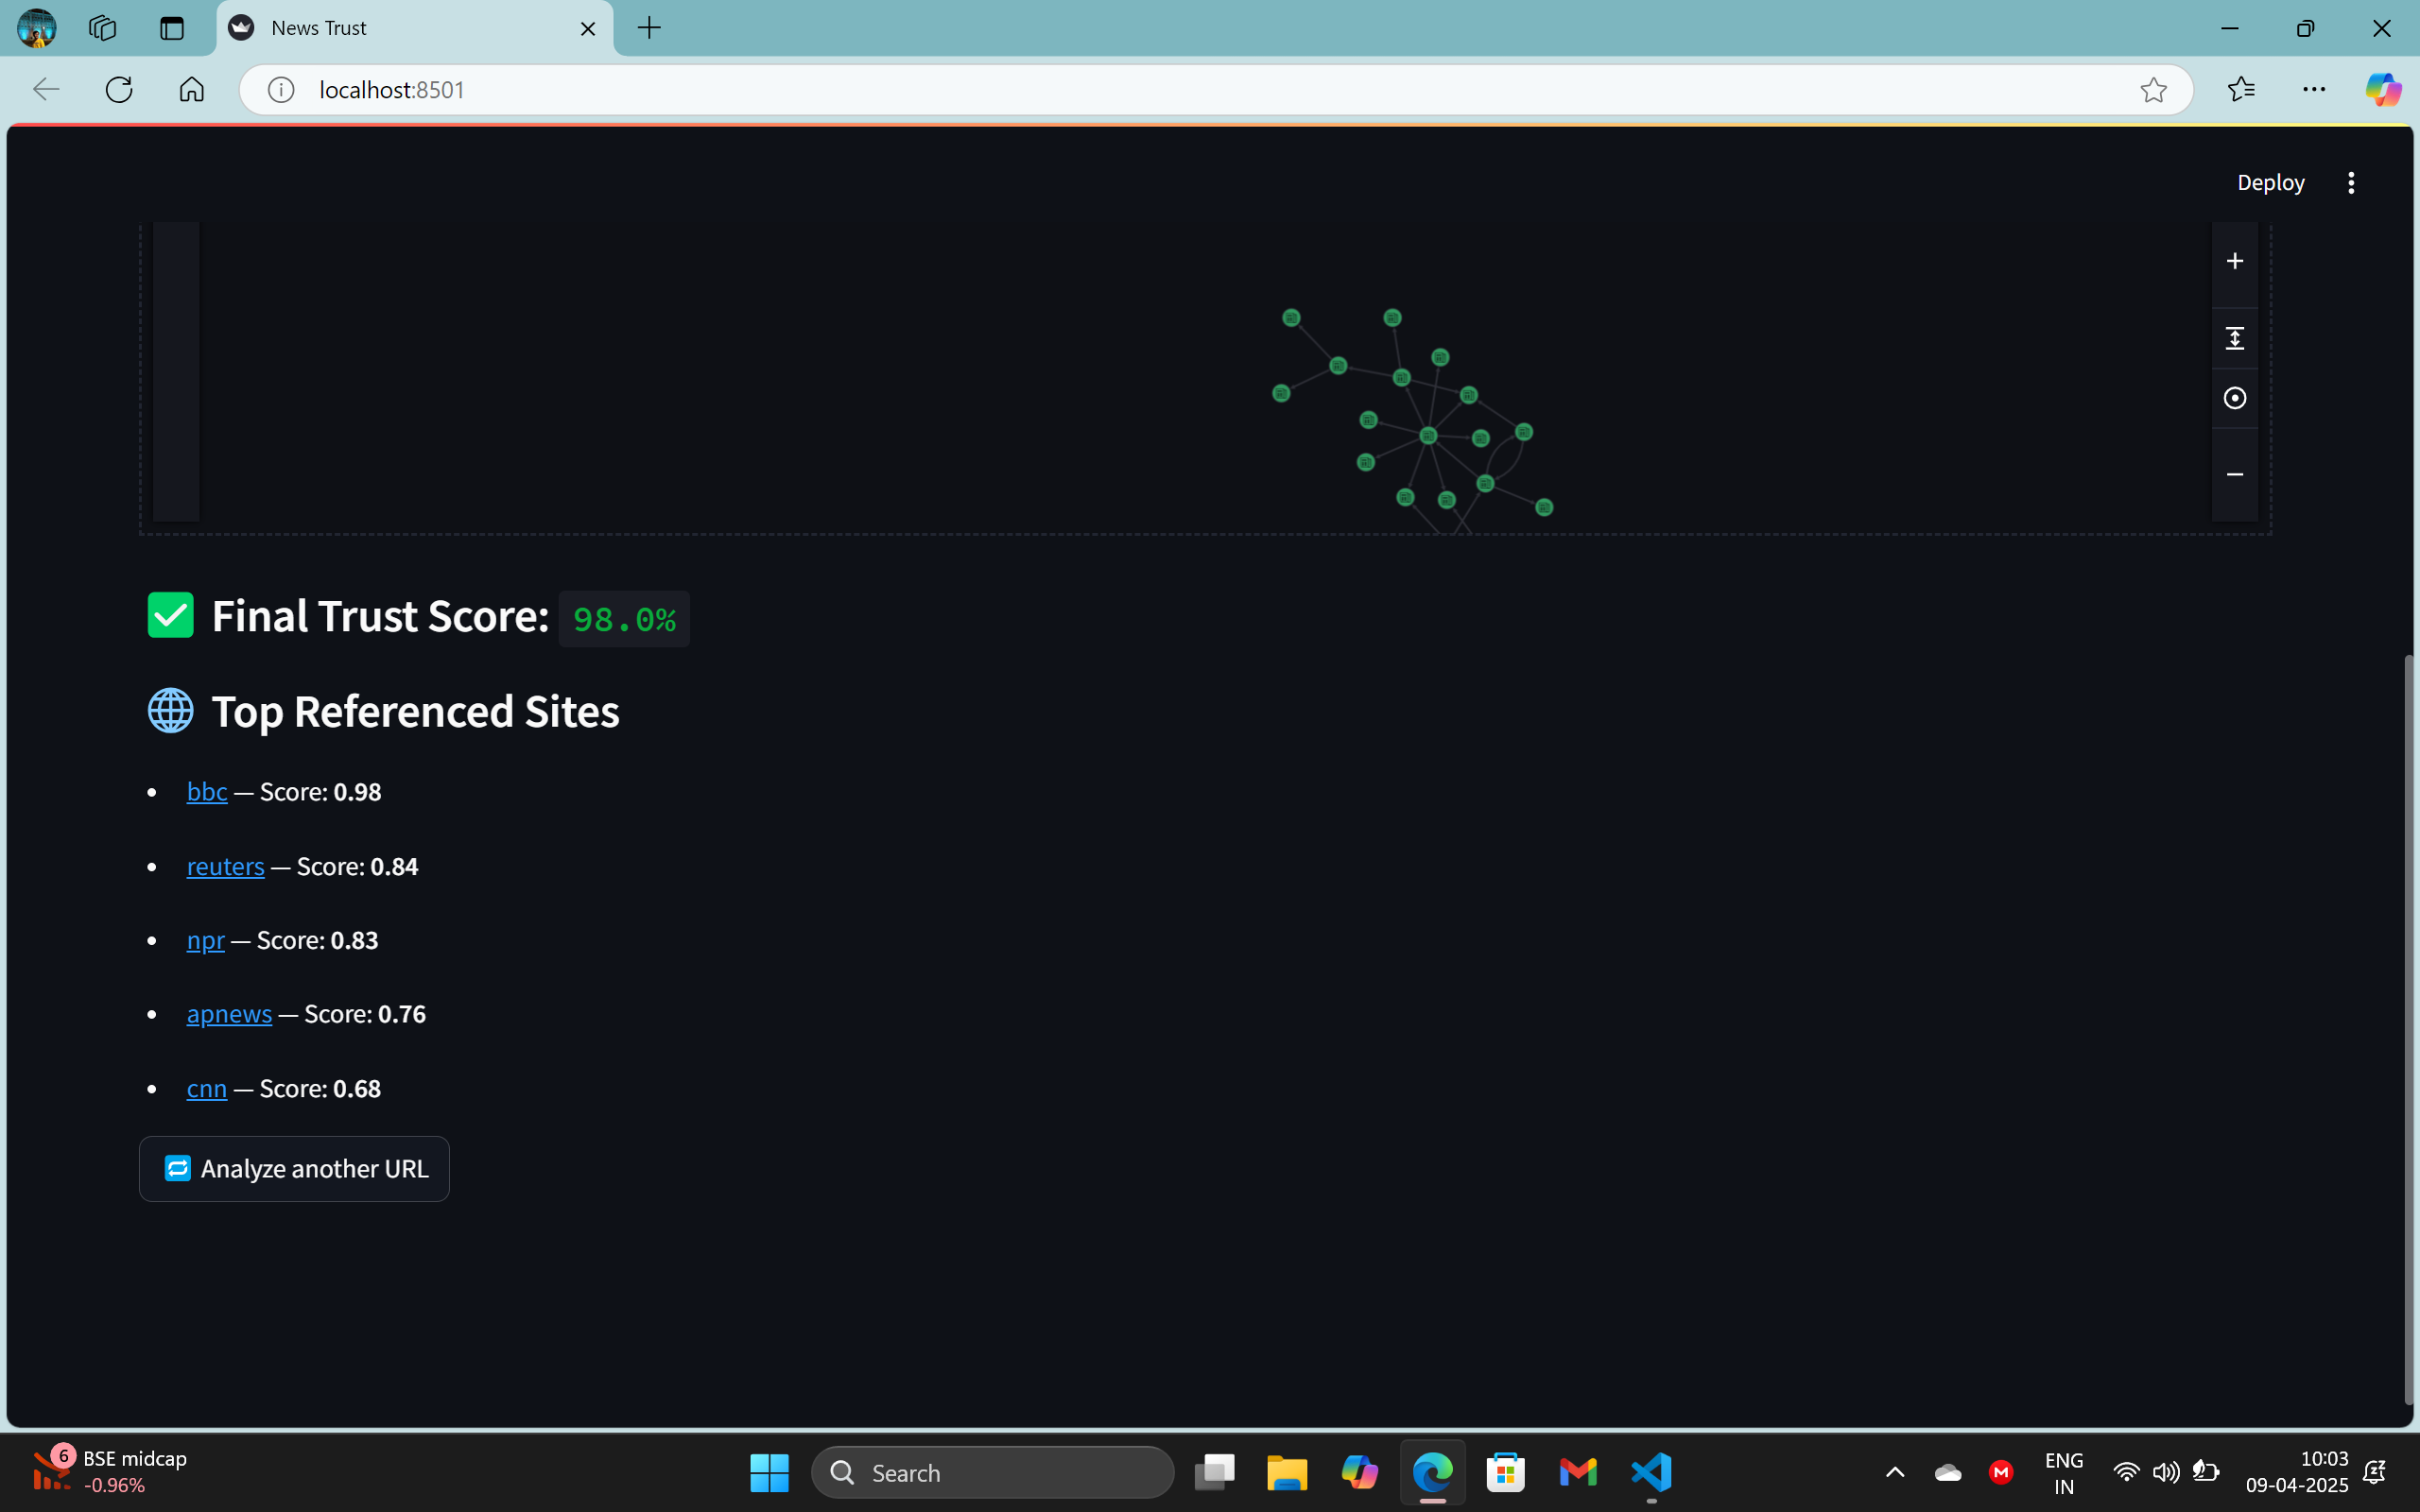 News Trust
localhost:8501
Deploy
Final Trust Score: 98.0%
Top Referenced Sites
bbc — Score: 0.98
reuters — Score: 0.84
npr — Score: 0.83
apnews — Score: 0.76
cnn — Score: 0.68
Analyze another URL
6
BSE midcap
-0.96%
Search
M
ENG
IN
10:03
09-04-2025